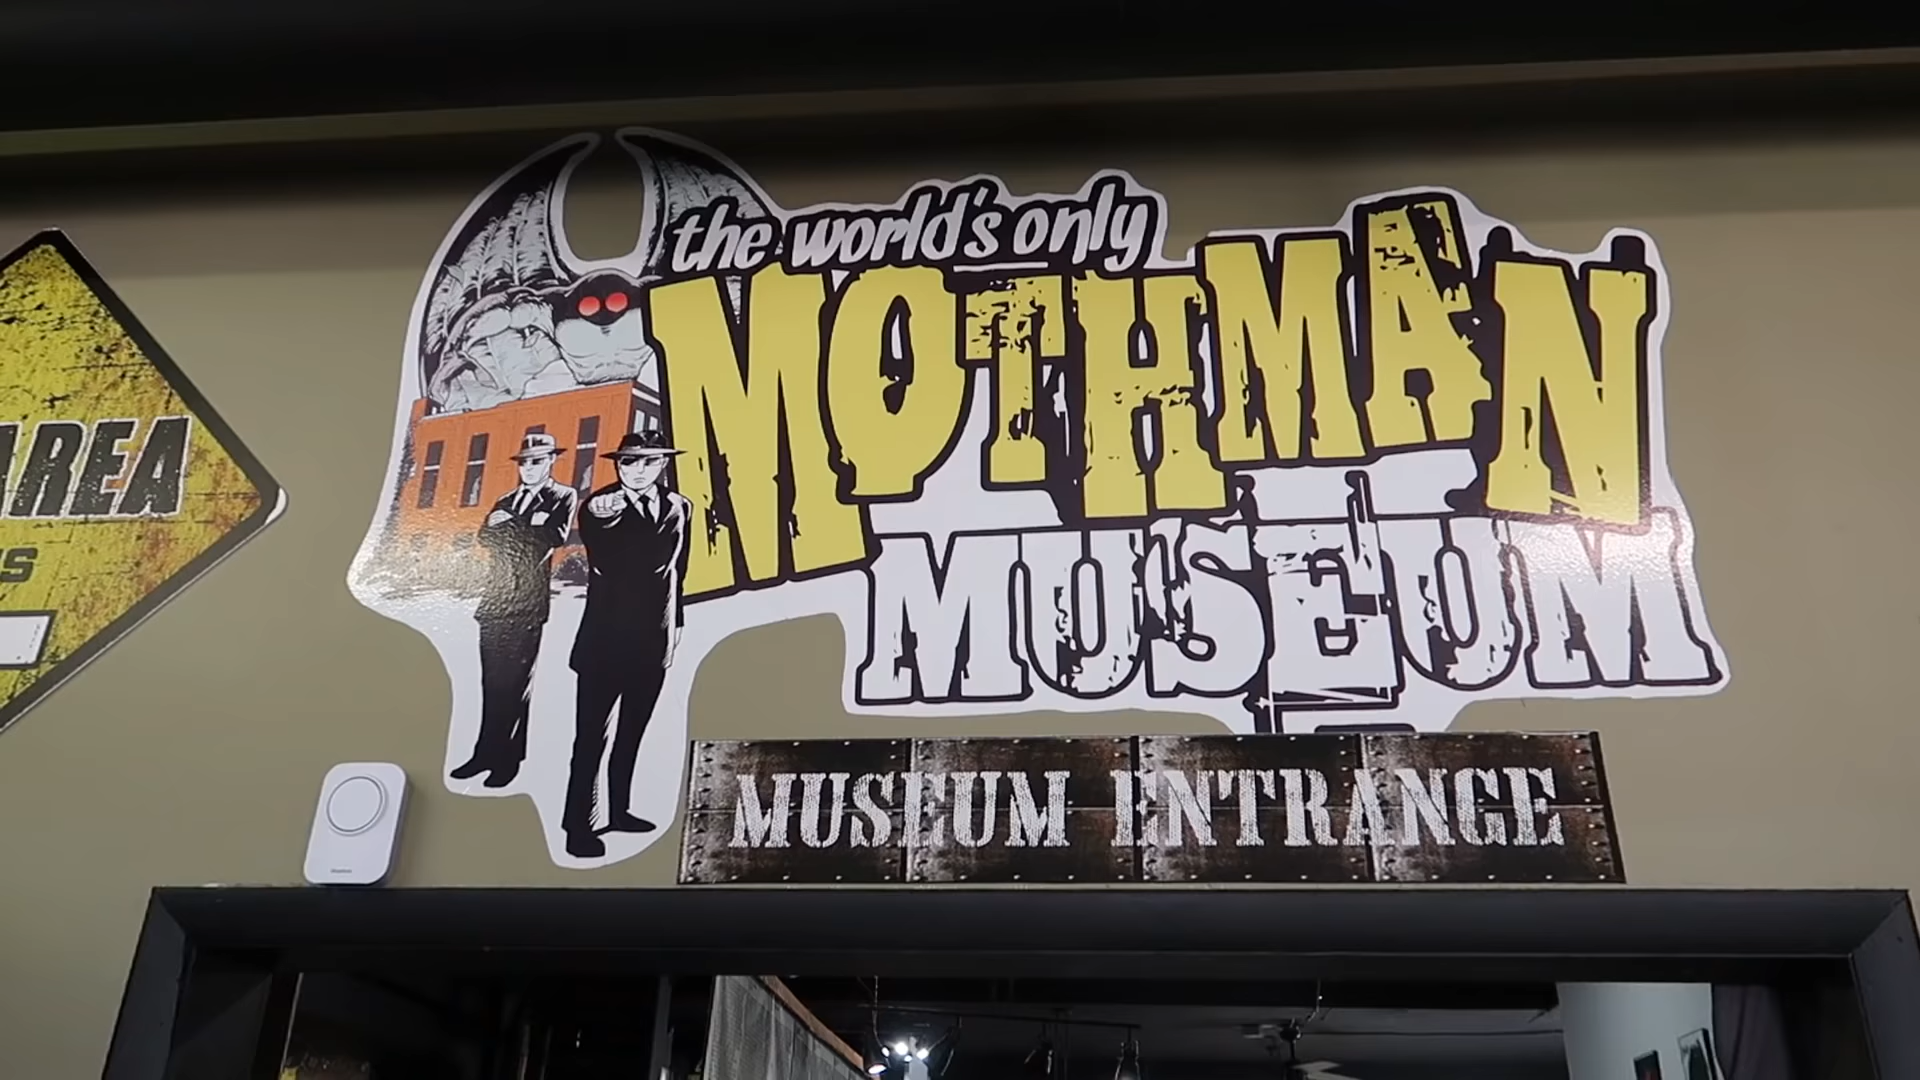 the world's only
MOTHMAN
MUSEUM
MUSEUM ENTRANCE
AREA